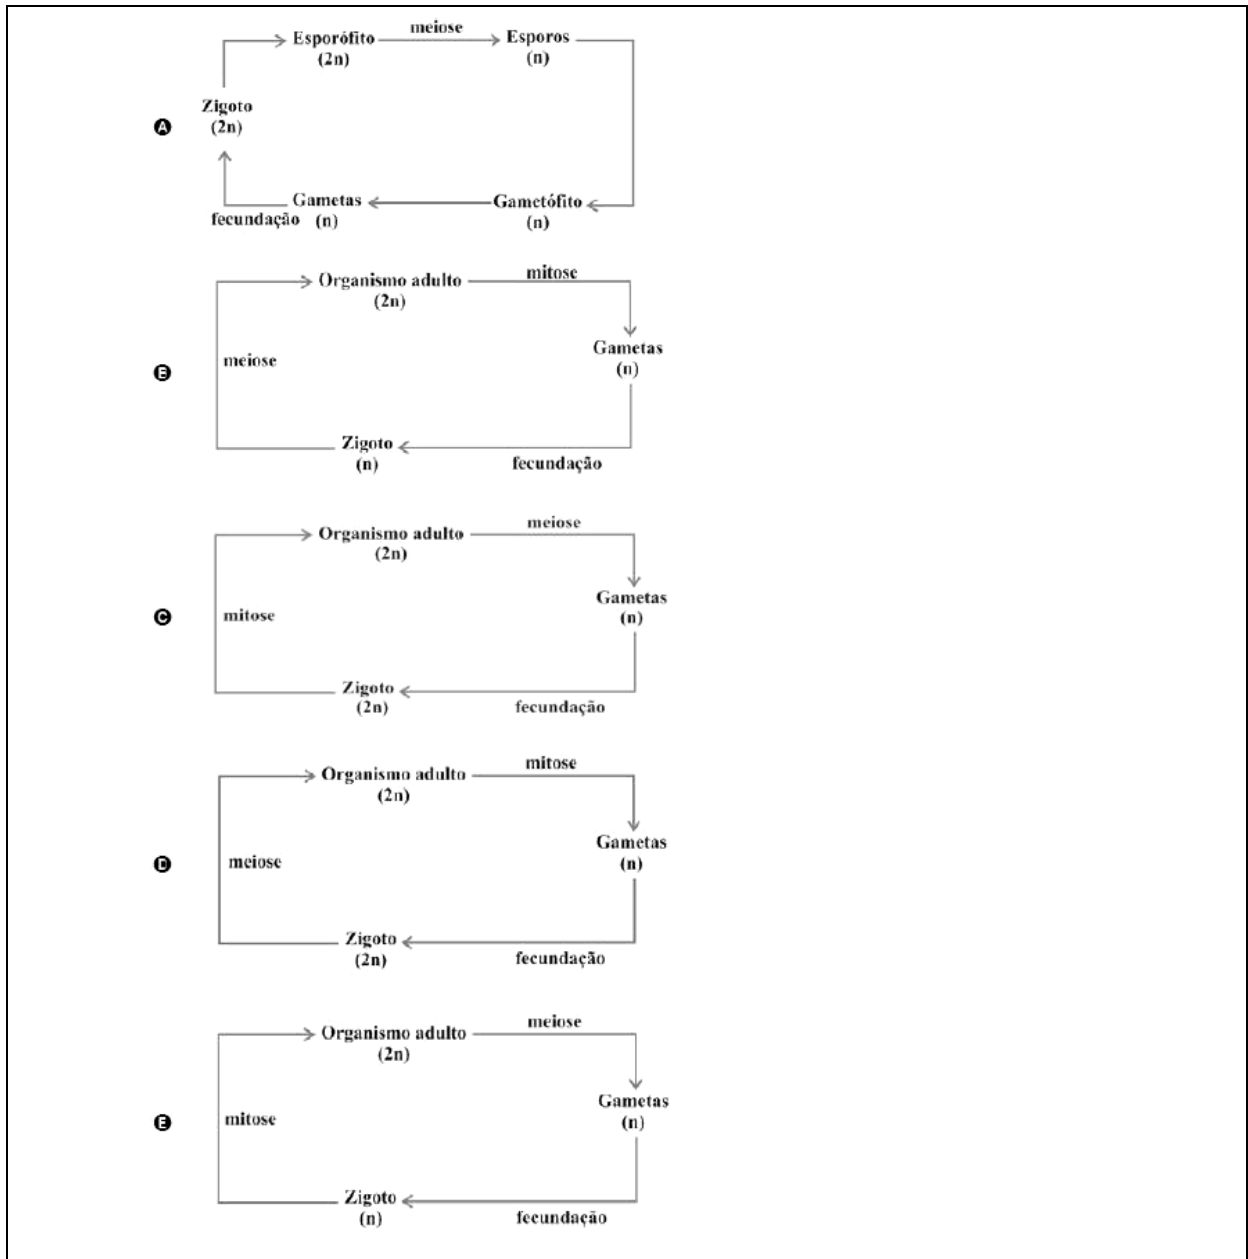 meiose
Esporófito
(2n)
Esporos
(n)
Zigoto
(2n)
A
Gametas
(n)
Gametófito
(n)
fecundação
Organismo adulto
(2n)
mitose
Gametas
(n)
meiose
B
Zigoto
(n)
fecundação
Organismo adulto
(2n)
meiose
Gametas
(n)
mitose
C
Zigoto
(2n)
fecundação
Organismo adulto
(2n)
mitose
Gametas
(n)
meiose
D
Zigoto
(2n)
fecundação
Organismo adulto
(2n)
meiose
Gametas
(n)
mitose
E
Zigoto
(n)
fecundação